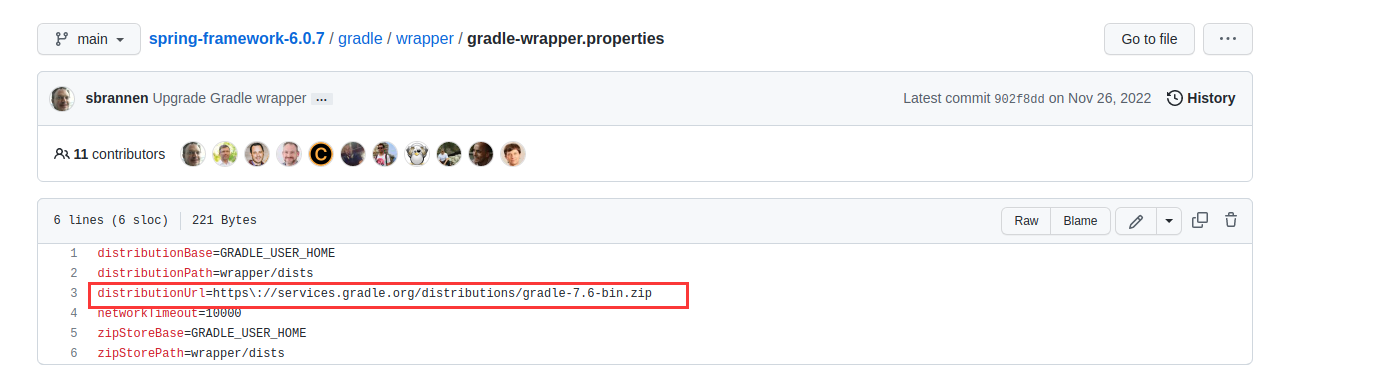 main
spring-framework-6.0.7 / gradle / wrapper / gradle-wrapper.properties
Go to file
...
sbrannen Upgrade Gradle wrapper ...
Latest commit 902f8dd on Nov 26, 2022
History
11 contributors
C
6 lines (6 sloc)
221 Bytes
Raw
Blame
1 distributionBase=GRADLE_USER_HOME
2 distributionPath=wrapper/dists
3 distributionUrl=https\://services.gradle.org/distributions/gradle-7.6-bin.zip
4 networkTimeout=10000
5 zipStoreBase=GRADLE_USER_HOME
6 zipStorePath=wrapper/dists